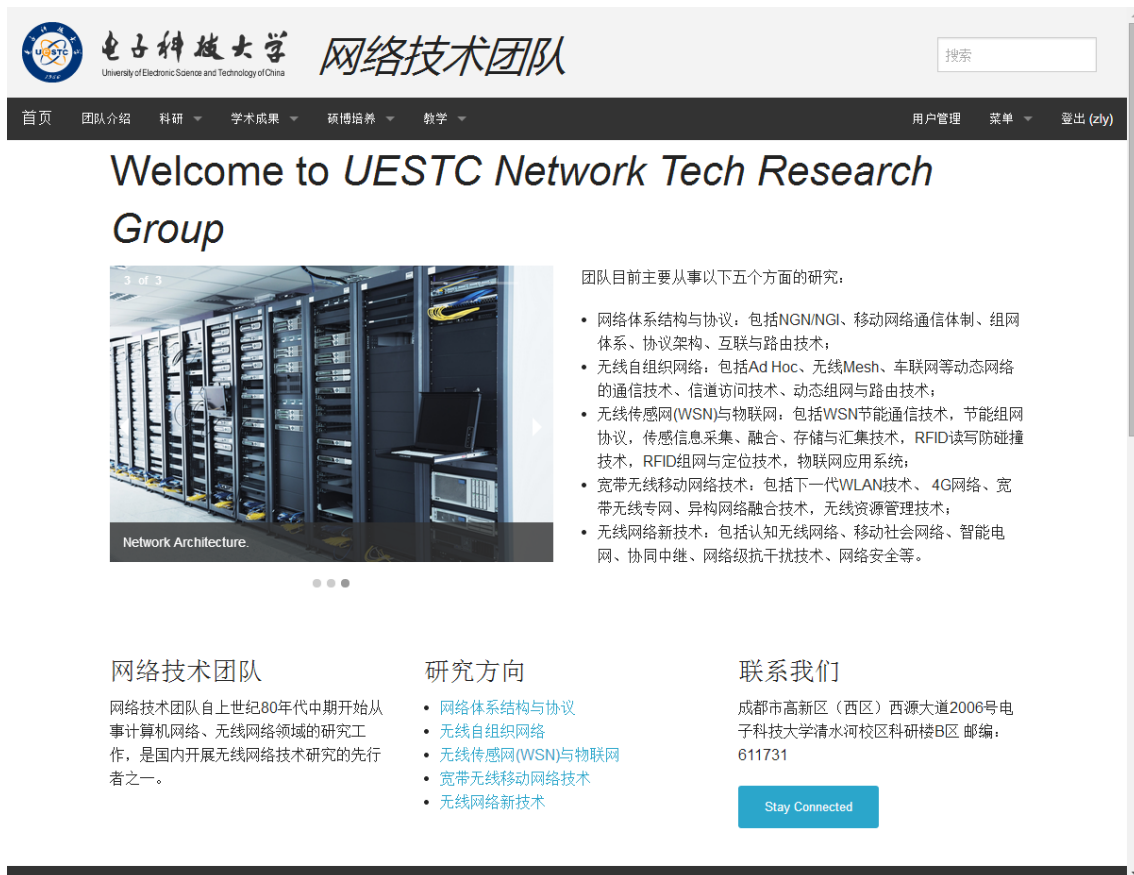 电子科技大学
University of Electronic Science and Technology of China
网络技术团队
搜索
首页 团队介绍 科研 学术成果 硕博培养 教学 用户管理 菜单 登出 (zly)
Welcome to UESTC Network Tech Research
Group
3 of 3
Network Architecture.
团队目前主要从事以下五个方面的研究：
网络体系结构与协议：包括NGN/NGI、移动网络通信体制、组网
体系、协议架构、互联与路由技术；
无线自组织网络：包括Ad Hoc、无线Mesh、车联网等动态网络
的通信技术、信道访问技术、动态组网与路由技术；
无线传感网(WSN)与物联网：包括WSN节能通信技术，节能组网
协议，传感信息采集、融合、存储与汇集技术，RFID读写防碰撞
技术，RFID组网与定位技术，物联网应用系统；
宽带无线移动网络技术：包括下一代WLAN技术、 4G网络、宽
带无线专网、异构网络融合技术，无线资源管理技术；
无线网络新技术：包括认知无线网络、移动社会网络、智能电
网、协同中继、网络级抗干扰技术、网络安全等。
网络技术团队
网络技术团队自上世纪80年代中期开始从
事计算机网络、无线网络领域的研究工
作，是国内开展无线网络技术研究的先行
者之一。
研究方向
网络体系结构与协议
无线自组织网络
无线传感网(WSN)与物联网
宽带无线移动网络技术
无线网络新技术
联系我们
成都市高新区（西区）西源大道2006号电
子科技大学清水河校区科研楼B区 邮编：
611731
Stay Connected